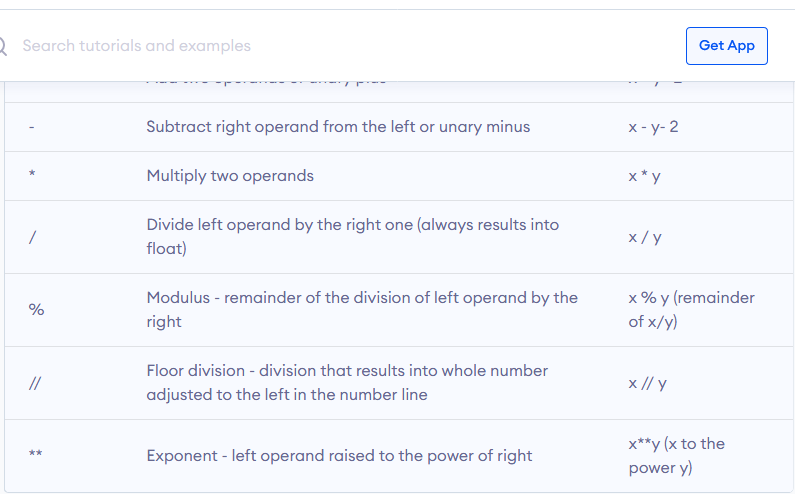 Search tutorials and examples
Get App
- Subtract right operand from the left or unary minus x - y- 2
* Multiply two operands x * y
/ Divide left operand by the right one (always results into
float) x / y
% Modulus - remainder of the division of left operand by the
right x % y (remainder
of x/y)
// Floor division - division that results into whole number
adjusted to the left in the number line x // y
** Exponent - left operand raised to the power of right x**y (x to the
power y)